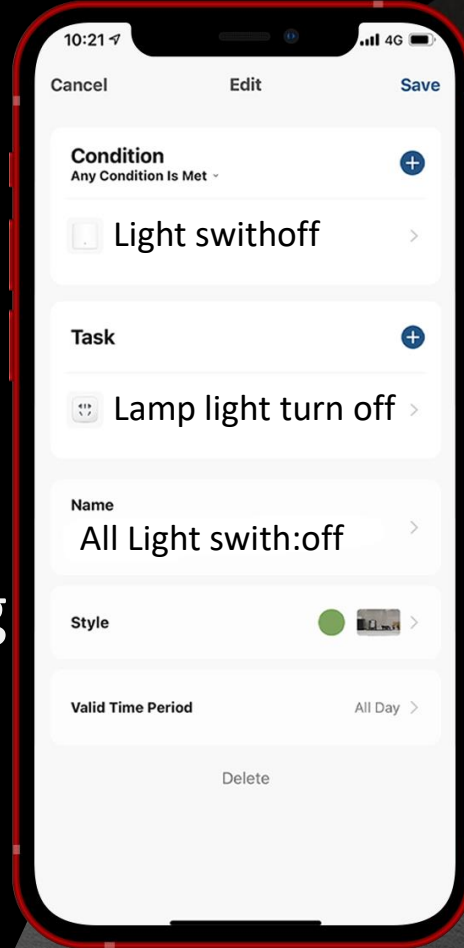 10:21 4G
Cancel Edit Save
Condition
Any Condition Is Met
Light swithoff
Task
Lamp light turn off
Name
All Light swith:off
g
Style
Valid Time Period All Day
Delete